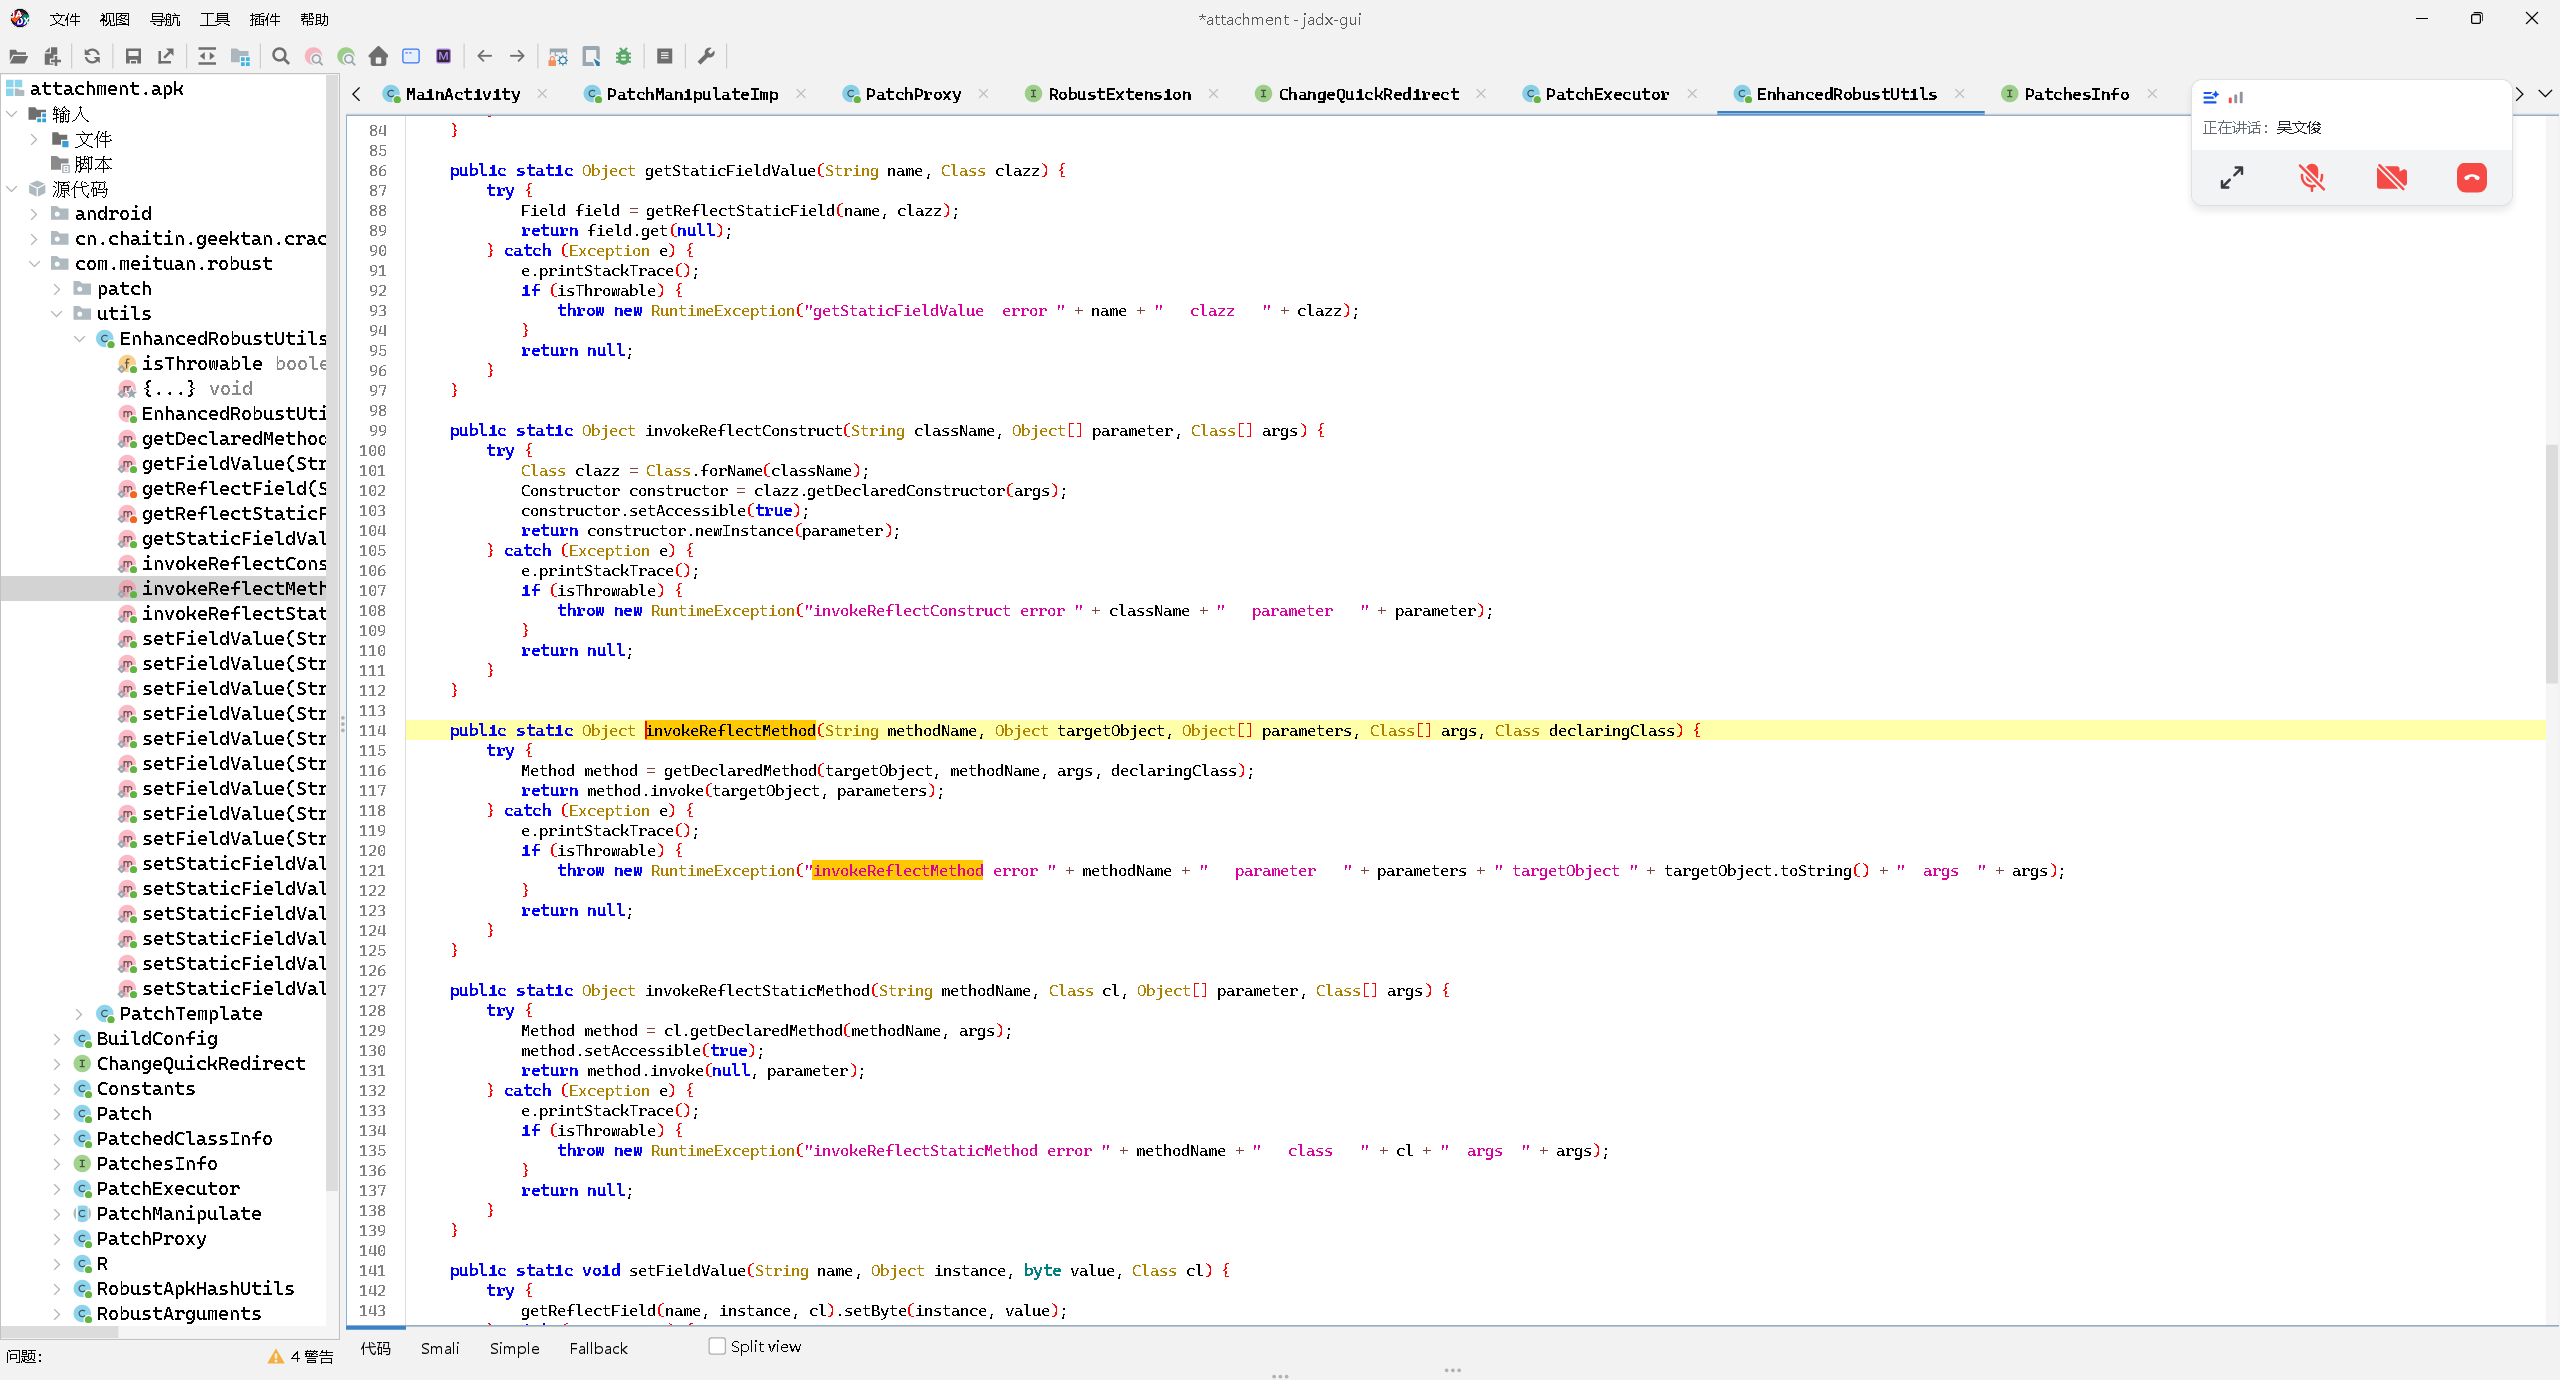 文件 视图 导航 工具 插件 帮助
*attachment - jadx-gui
attachment.apk
输入
文件
脚本
源代码
android
cn.chaitin.geektan.crac
com.meituan.robust
patch
utils
EnhancedRobustUtils
isThrowable boole
{...} void
EnhancedRobustUti
getDeclaredMethod
getFieldValue(Str
getReflectField(S
getReflectStaticF
getStaticFieldVal
invokeReflectCons
invokeReflectMeth
invokeReflectStat
setFieldValue(Str
setFieldValue(Str
setFieldValue(Str
setFieldValue(Str
setFieldValue(Str
setFieldValue(Str
setFieldValue(Str
setFieldValue(Str
setFieldValue(Str
setStaticFieldVal
setStaticFieldVal
setStaticFieldVal
setStaticFieldVal
setStaticFieldVal
setStaticFieldVal
PatchTemplate
BuildConfig
ChangeQuickRedirect
Constants
Patch
PatchedClassInfo
PatchesInfo
PatchExecutor
PatchManipulate
PatchProxy
R
RobustApkHashUtils
RobustArguments
问题:
4 警告
MainActivity PatchManipulateImp PatchProxy RobustExtension ChangeQuickRedirect PatchExecutor EnhancedRobustUtils PatchesInfo
正在讲话: 吴文俊
84 }
85
86 public static Object getStaticFieldValue(String name, Class clazz) {
87 try {
88 Field field = getReflectStaticField(name, clazz);
89 return field.get(null);
90 } catch (Exception e) {
91 e.printStackTrace();
92 if (isThrowable) {
93 throw new RuntimeException("getStaticFieldValue  error " + name + "   clazz   " + clazz);
94 }
95 return null;
96 }
97 }
98
99 public static Object invokeReflectConstruct(String className, Object[] parameter, Class[] args) {
100 try {
101 Class clazz = Class.forName(className);
102 Constructor constructor = clazz.getDeclaredConstructor(args);
103 constructor.setAccessible(true);
104 return constructor.newInstance(parameter);
105 } catch (Exception e) {
106 e.printStackTrace();
107 if (isThrowable) {
108 throw new RuntimeException("invokeReflectConstruct error " + className + "   parameter   " + parameter);
109 }
110 return null;
111 }
112 }
113
114 public static Object invokeReflectMethod(String methodName, Object targetObject, Object[] parameters, Class[] args, Class declaringClass) {
115 try {
116 Method method = getDeclaredMethod(targetObject, methodName, args, declaringClass);
117 return method.invoke(targetObject, parameters);
118 } catch (Exception e) {
119 e.printStackTrace();
120 if (isThrowable) {
121 throw new RuntimeException("invokeReflectMethod error " + methodName + "   parameter   " + parameters + " targetObject " + targetObject.toString() + "  args  " + args);
122 }
123 return null;
124 }
125 }
126
127 public static Object invokeReflectStaticMethod(String methodName, Class cl, Object[] parameter, Class[] args) {
128 try {
129 Method method = cl.getDeclaredMethod(methodName, args);
130 method.setAccessible(true);
131 return method.invoke(null, parameter);
132 } catch (Exception e) {
133 e.printStackTrace();
134 if (isThrowable) {
135 throw new RuntimeException("invokeReflectStaticMethod error " + methodName + "   class   " + cl + "  args  " + args);
136 }
137 return null;
138 }
139 }
140
141 public static void setFieldValue(String name, Object instance, byte value, Class cl) {
142 try {
143 getReflectField(name, instance, cl).setByte(instance, value);
代码 Smali Simple Fallback Split view